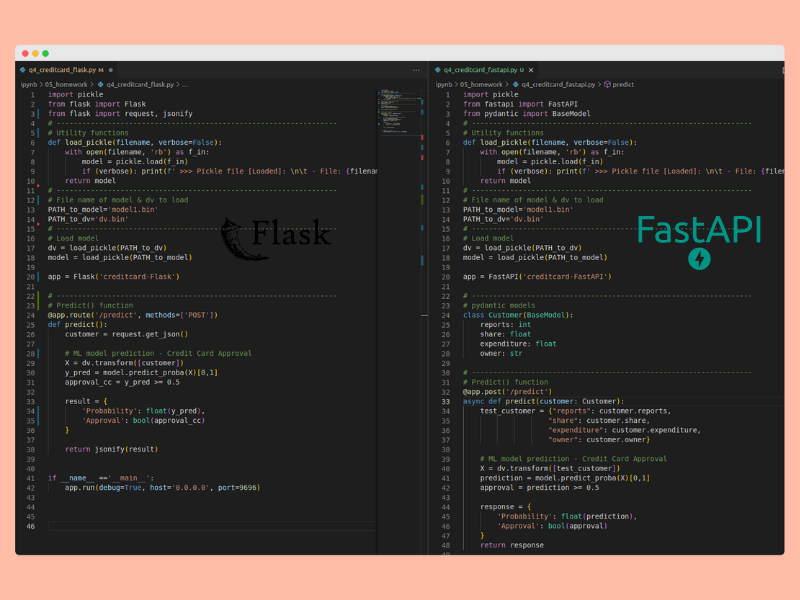 q4_creditcard_flask.py M
ipynb > 05_homework > q4_creditcard_flask.py > ...
1 import pickle
2 from flask import Flask
3 from flask import request, jsonify
4 # ------------------------------------------------------------------
5 # Utility functions
6 def load_pickle(filename, verbose=False):
7 with open(filename, 'rb') as f_in:
8 model = pickle.load(f_in)
9 if (verbose): print(f' >>> Pickle file [Loaded]: \n\t - File: {filenam
10 return model
11 # ------------------------------------------------------------------
12 # File name of model & dv to load
13 PATH_to_model='model1.bin'
14 PATH_to_dv='dv.bin'
15 # ------------------------------------------------------------------
16 # Load model
17 dv = load_pickle(PATH_to_dv)
18 model = load_pickle(PATH_to_model)
19
20 app = Flask('creditcard-Flask')
21
22 # ------------------------------------------------------------------
23 # Predict() function
24 @app.route('/predict', methods=['POST'])
25 def predict():
26 customer = request.get_json()
27
28 # ML model prediction - Credit Card Approval
29 X = dv.transform([customer])
30 y_pred = model.predict_proba(X)[0,1]
31 approval_cc = y_pred >= 0.5
32
33 result = {
34 'Probability': float(y_pred),
35 'Approval': bool(approval_cc)
36 }
37
38 return jsonify(result)
39
40
41 if __name__ =='__main__':
42 app.run(debug=True, host='0.0.0.0', port=9696)
43
44
45
46
Flask
q4_creditcard_fastapi.py U
ipynb > 05_homework > q4_creditcard_fastapi.py > predict
1 import pickle
2 from fastapi import FastAPI
3 from pydantic import BaseModel
4 # ------------------------------------------------------------------
5 # Utility functions
6 def load_pickle(filename, verbose=False):
7 with open(filename, 'rb') as f_in:
8 model = pickle.load(f_in)
9 if (verbose): print(f' >>> Pickle file [Loaded]: \n\t - File: {filena
10 return model
11 # ------------------------------------------------------------------
12 # File name of model & dv to load
13 PATH_to_model='model1.bin'
14 PATH_to_dv='dv.bin'
15 # ------------------------------------------------------------------
16 # Load model
17 dv = load_pickle(PATH_to_dv)
18 model = load_pickle(PATH_to_model)
19
20 app = FastAPI('creditcard-FastAPI')
21
22 # ------------------------------------------------------------------
23 # pydantic models
24 class Customer(BaseModel):
25 reports: int
26 share: float
27 expenditure: float
28 owner: str
29
30 # ------------------------------------------------------------------
31 # Predict() function
32 @app.post('/predict')
33 async def predict(customer: Customer):
34 test_customer = {"reports": customer.reports,
35 "share": customer.share,
36 "expenditure": customer.expenditure,
37 "owner": customer.owner}
38
39 # ML model prediction - Credit Card Approval
40 X = dv.transform([test_customer])
41 prediction = model.predict_proba(X)[0,1]
42 approval = prediction >= 0.5
43
44 response = {
45 'Probability': float(prediction),
46 'Approval': bool(approval)
47 }
48 return response
FastAPI